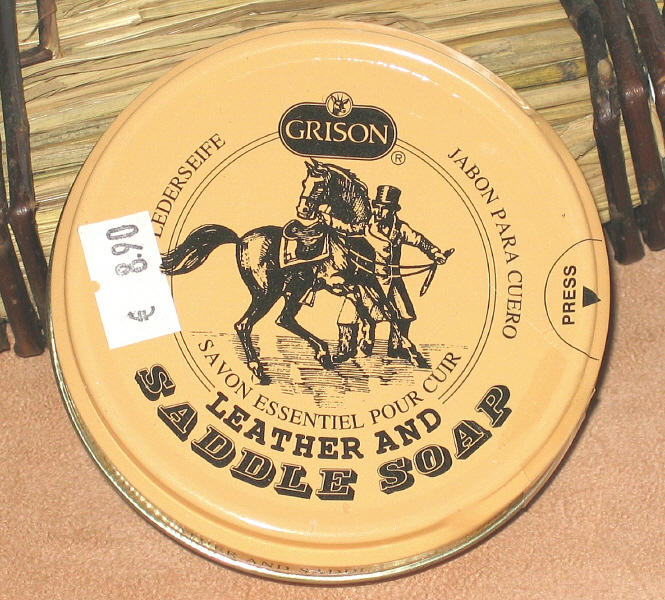 GRISON
®
LEDERSEIFE
JABON PARA CUERO
€ 8.90
PRESS
SAVON ESSENTIEL POUR CUIR
LEATHER AND
SADDLE SOAP